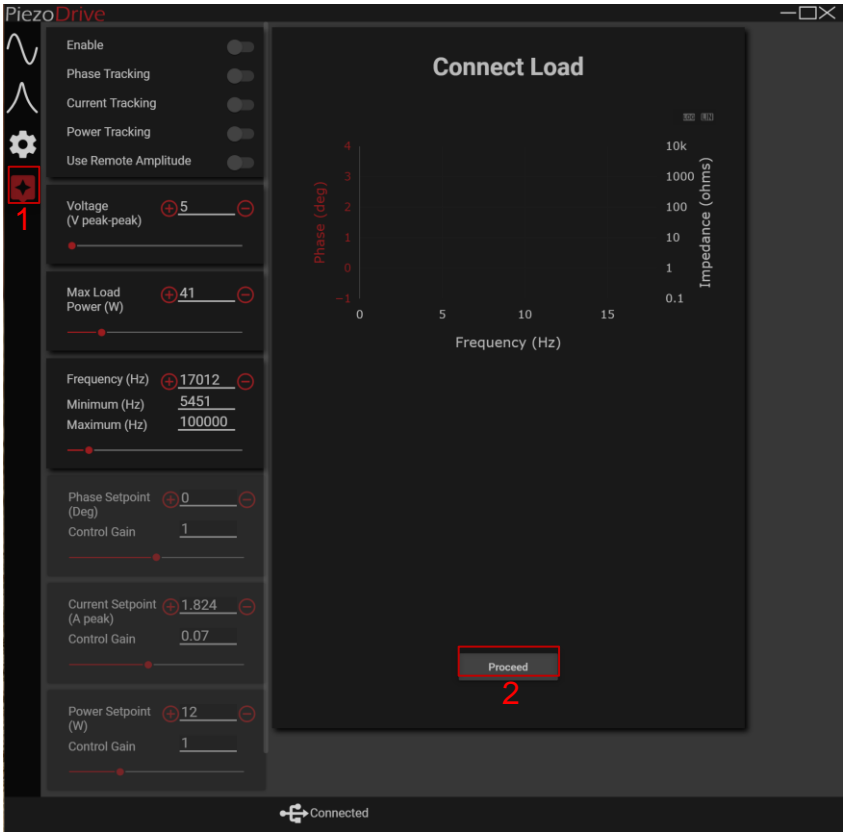 PiezoDrive
Enable
Phase Tracking
Current Tracking
Power Tracking
Use Remote Amplitude
1
Voltage
(V peak-peak)
5
Max Load
Power (W)
41
Frequency (Hz)
17012
Minimum (Hz)
5451
Maximum (Hz)
100000
Phase Setpoint
(Deg)
0
Control Gain
1
Current Setpoint
(A peak)
1.824
Control Gain
0.07
Power Setpoint
(W)
12
Control Gain
1
Connect Load
LOG LIN
Phase (deg)
4
3
2
1
0
−1
10k
1000
100
10
1
0.1
Impedance (ohms)
0
5
10
15
Frequency (Hz)
Proceed
2
Connected